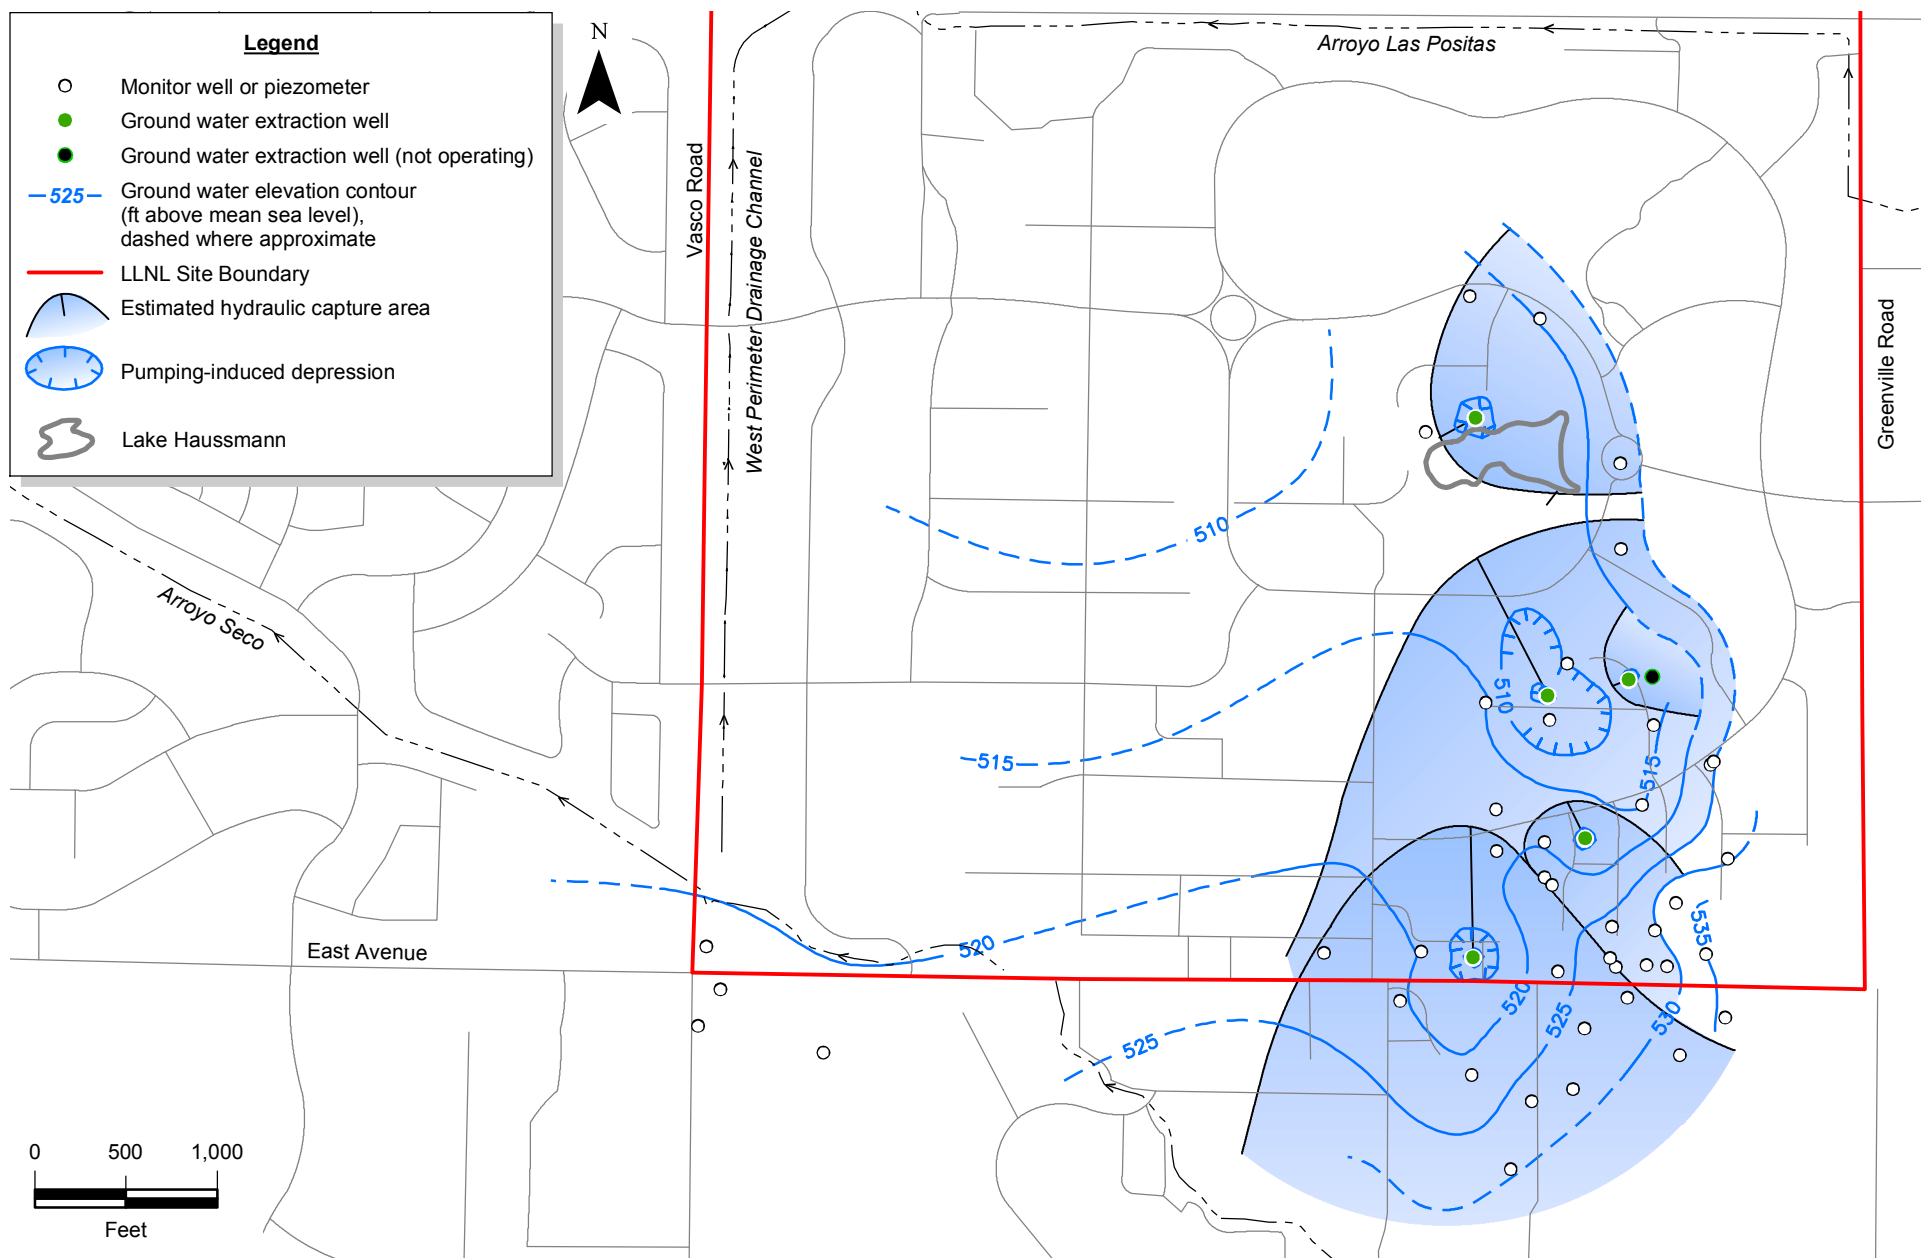 Legend
Monitor well or piezometer
Ground water extraction well
Ground water extraction well (not operating)
525
Ground water elevation contour
(ft above mean sea level),
dashed where approximate
LLNL Site Boundary
Estimated hydraulic capture area
Pumping-induced depression
Lake Haussmann
N
Arroyo Las Positas
Vasco Road
West Perimeter Drainage Channel
Greenville Road
510
Arroyo Seco
510
515
515
East Avenue
520
535
520
525
530
525
0 500 1,000
Feet